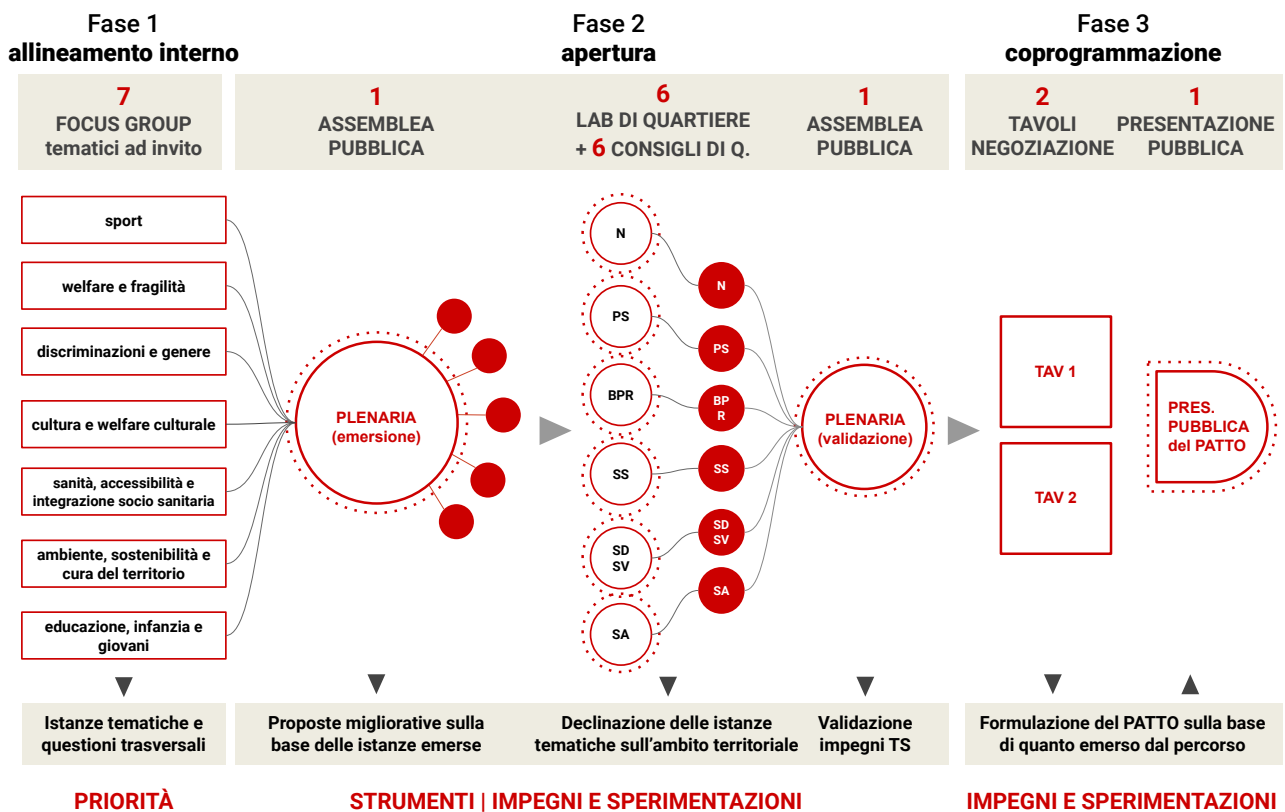 Fase 1
allineamento interno
Fase 2
apertura
Fase 3
coprogrammazione
7
FOCUS GROUP
tematici ad invito
1
ASSEMBLEA
PUBBLICA
6
LAB DI QUARTIERE
+ 6 CONSIGLI DI Q.
1
ASSEMBLEA
PUBBLICA
2
TAVOLI
NEGOZIAZIONE
1
PRESENTAZIONE
PUBBLICA
sport
welfare e fragilità
discriminazioni e genere
cultura e welfare culturale
sanità, accessibilità e
integrazione socio sanitaria
ambiente, sostenibilità e
cura del territorio
educazione, infanzia e
giovani
PLENARIA
(emersione)
N
PS
BPR
SS
SD
SV
SA
N
PS
BP
R
SS
SD
SV
SA
PLENARIA
(validazione)
TAV 1
TAV 2
PRES.
PUBBLICA
del PATTO
Istanze tematiche e
questioni trasversali
Proposte migliorative sulla
base delle istanze emerse
Declinazione delle istanze
tematiche sull'ambito territoriale
Validazione
impegni TS
Formulazione del PATTO sulla base
di quanto emerso dal percorso
PRIORITÀ
STRUMENTI | IMPEGNI E SPERIMENTAZIONI
IMPEGNI E SPERIMENTAZIONI